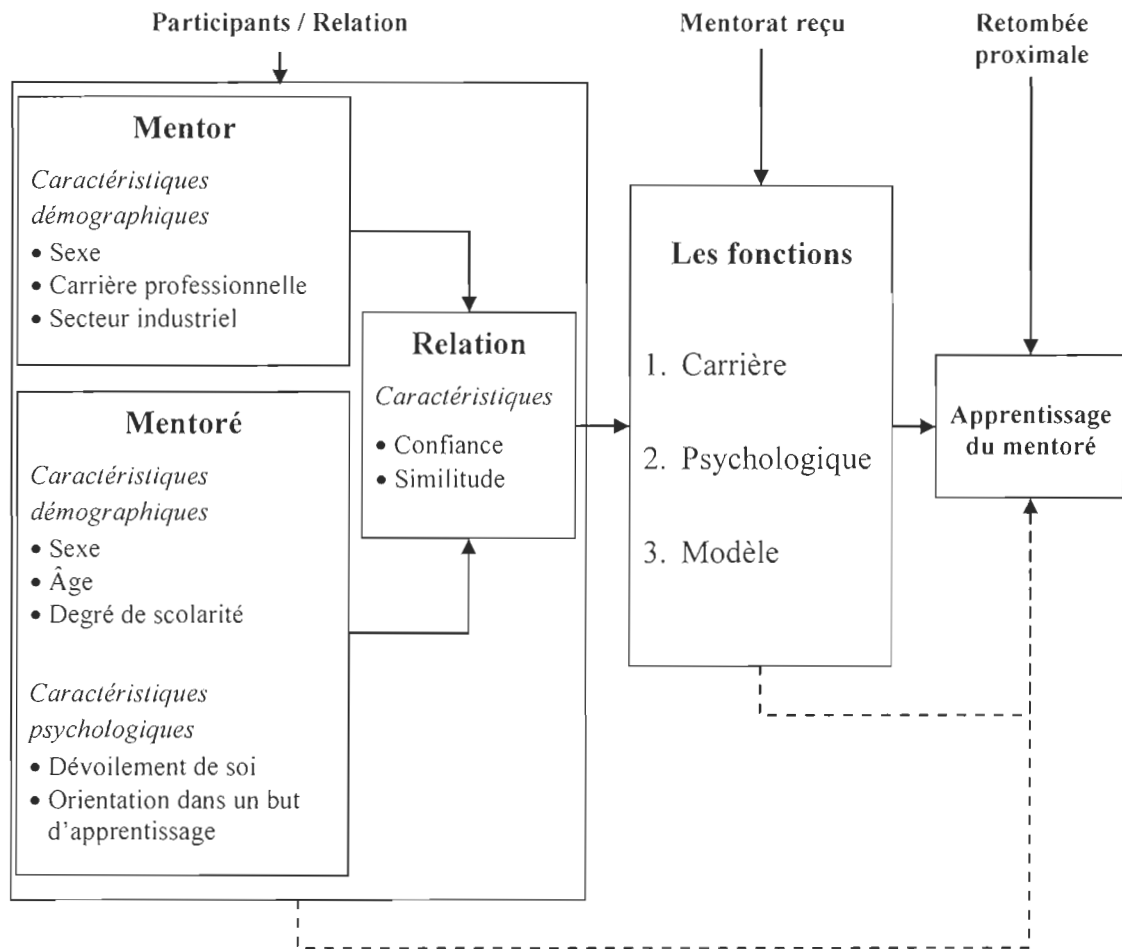 Participants / Relation
Mentorat reçu
Retombée
proximale
Mentor
Caractéristiques
démographiques
• Sexe
• Carrière professionnelle
• Secteur industriel
Mentoré
Caractéristiques
démographiques
• Sexe
• Âge
• Degré de scolarité
Caractéristiques
psychologiques
• Dévoilement de soi
• Orientation dans un but
d'apprentissage
Relation
Caractéristiques
• Confiance
• Similitude
Les fonctions
1. Carrière
2. Psychologique
3. Modèle
Apprentissage
du mentoré